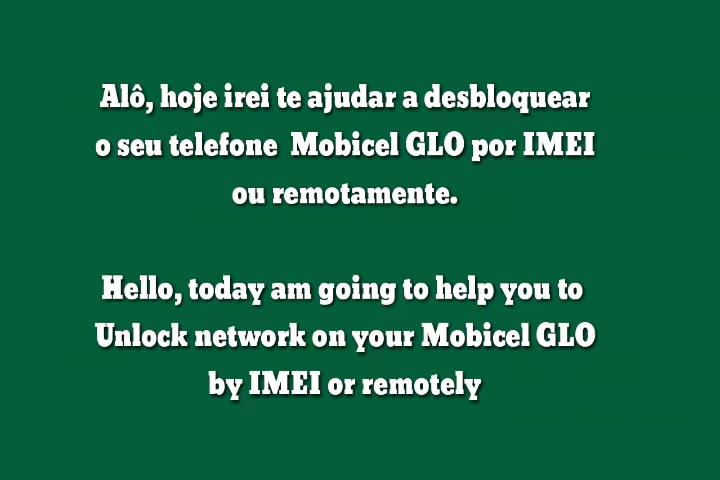 Alô, hoje irei te ajudar a desbloquear
o seu telefone Mobicel GLO por IMEI
ou remotamente.
Hello, today am going to help you to
Unlock network on your Mobicel GLO
by IMEI or remotely